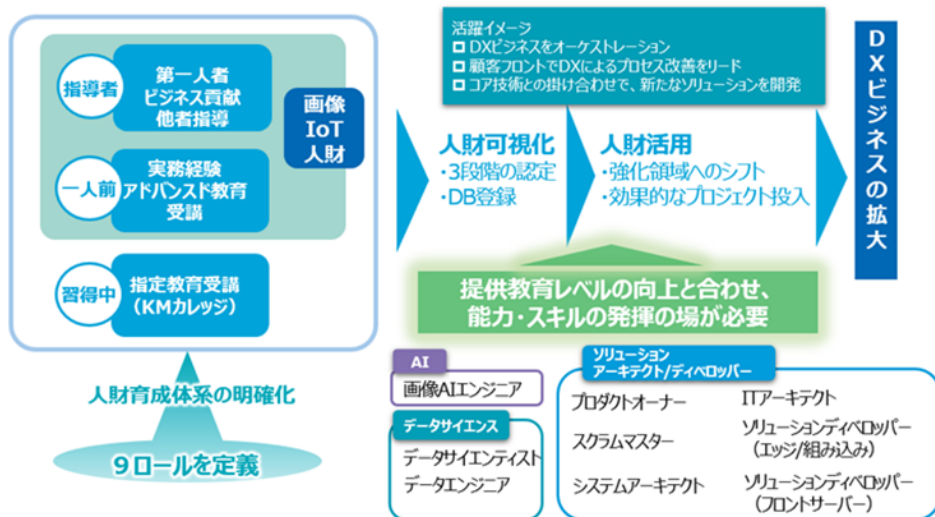 指導者
第一人者
ビジネス貢献
他者指導
画像
IoT
人財
一人前
実務経験
アドバンスド教育
受講
習得中
指定教育受講
（KMカレッジ）
人財育成体系の明確化
９ロールを定義
活躍イメージ
□ DXビジネスをオーケストレーション
□ 顧客フロントでDXによるプロセス改善をリード
□ コア技術との掛け合わせで、新たなソリューションを開発
人財可視化
・3段階の認定
・DB登録
人財活用
・強化領域へのシフト
・効果的なプロジェクト投入
DXビジネスの拡大
提供教育レベルの向上と合わせ、
能力・スキルの発揮の場が必要
AI
画像AIエンジニア
データサイエンス
データサイエンティスト
データエンジニア
ソリューション
アーキテクト/ディベロッパー
プロダクトオーナー
スクラムマスター
システムアーキテクト
ITアーキテクト
ソリューションディベロッパー
（エッジ/組み込み）
ソリューションディベロッパー
（フロントサーバー）